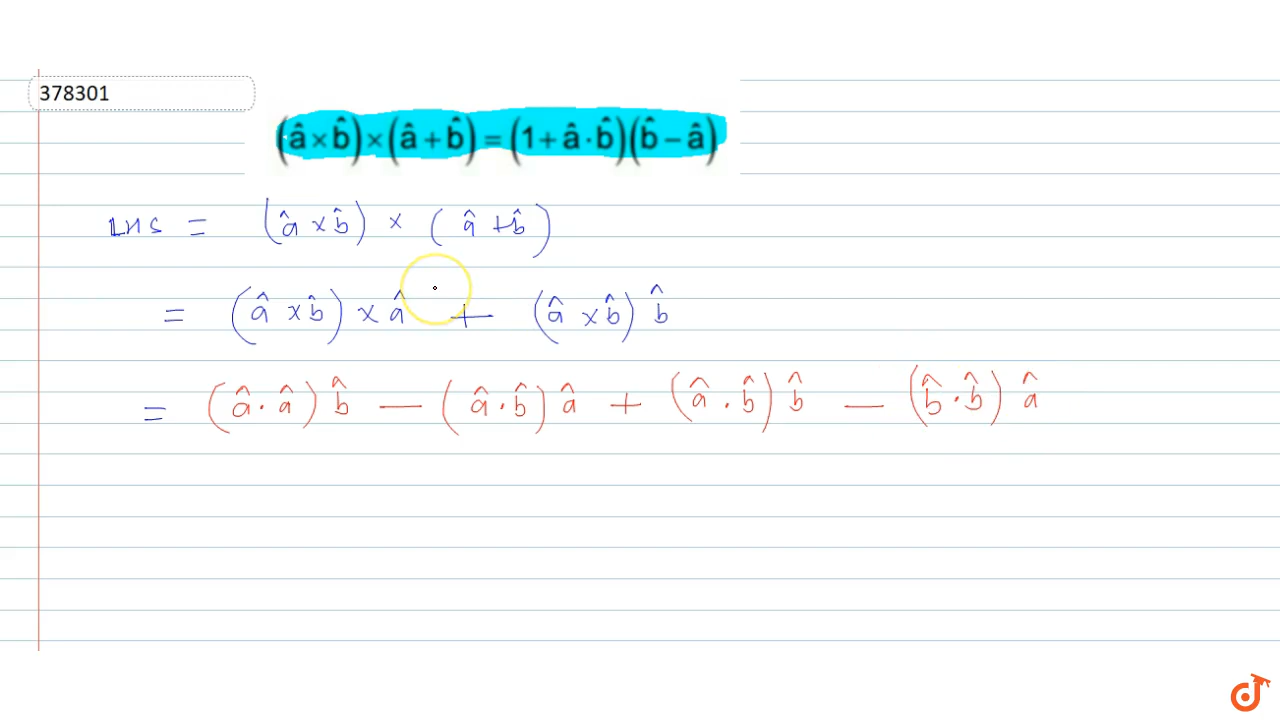 378301
(â × b̂) × (â + b̂) = (1 + â · b̂)(b̂ − â)
LHS = (â × b̂) × (â + b̂)
= (â × b̂) × â + (â × b̂) b̂
= (â · â) b̂ — (â · b̂) â + (â · b̂) b̂ — (b̂ · b̂) â